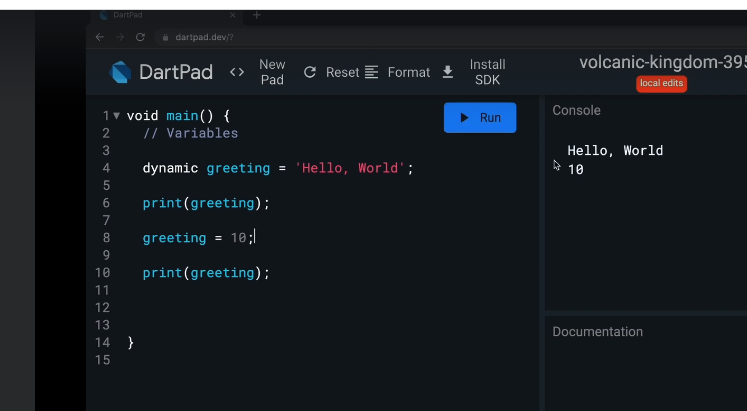 DartPad
dartpad.dev/?
DartPad
<>
New
Pad
Reset
Format
Install
SDK
volcanic-kingdom-395
local edits
Run
1 void main() {
2 // Variables
3
4 dynamic greeting = 'Hello, World';
5
6 print(greeting);
7
8 greeting = 10;
9
10 print(greeting);
11
12
13
14 }
15
Console
Hello, World
10
Documentation